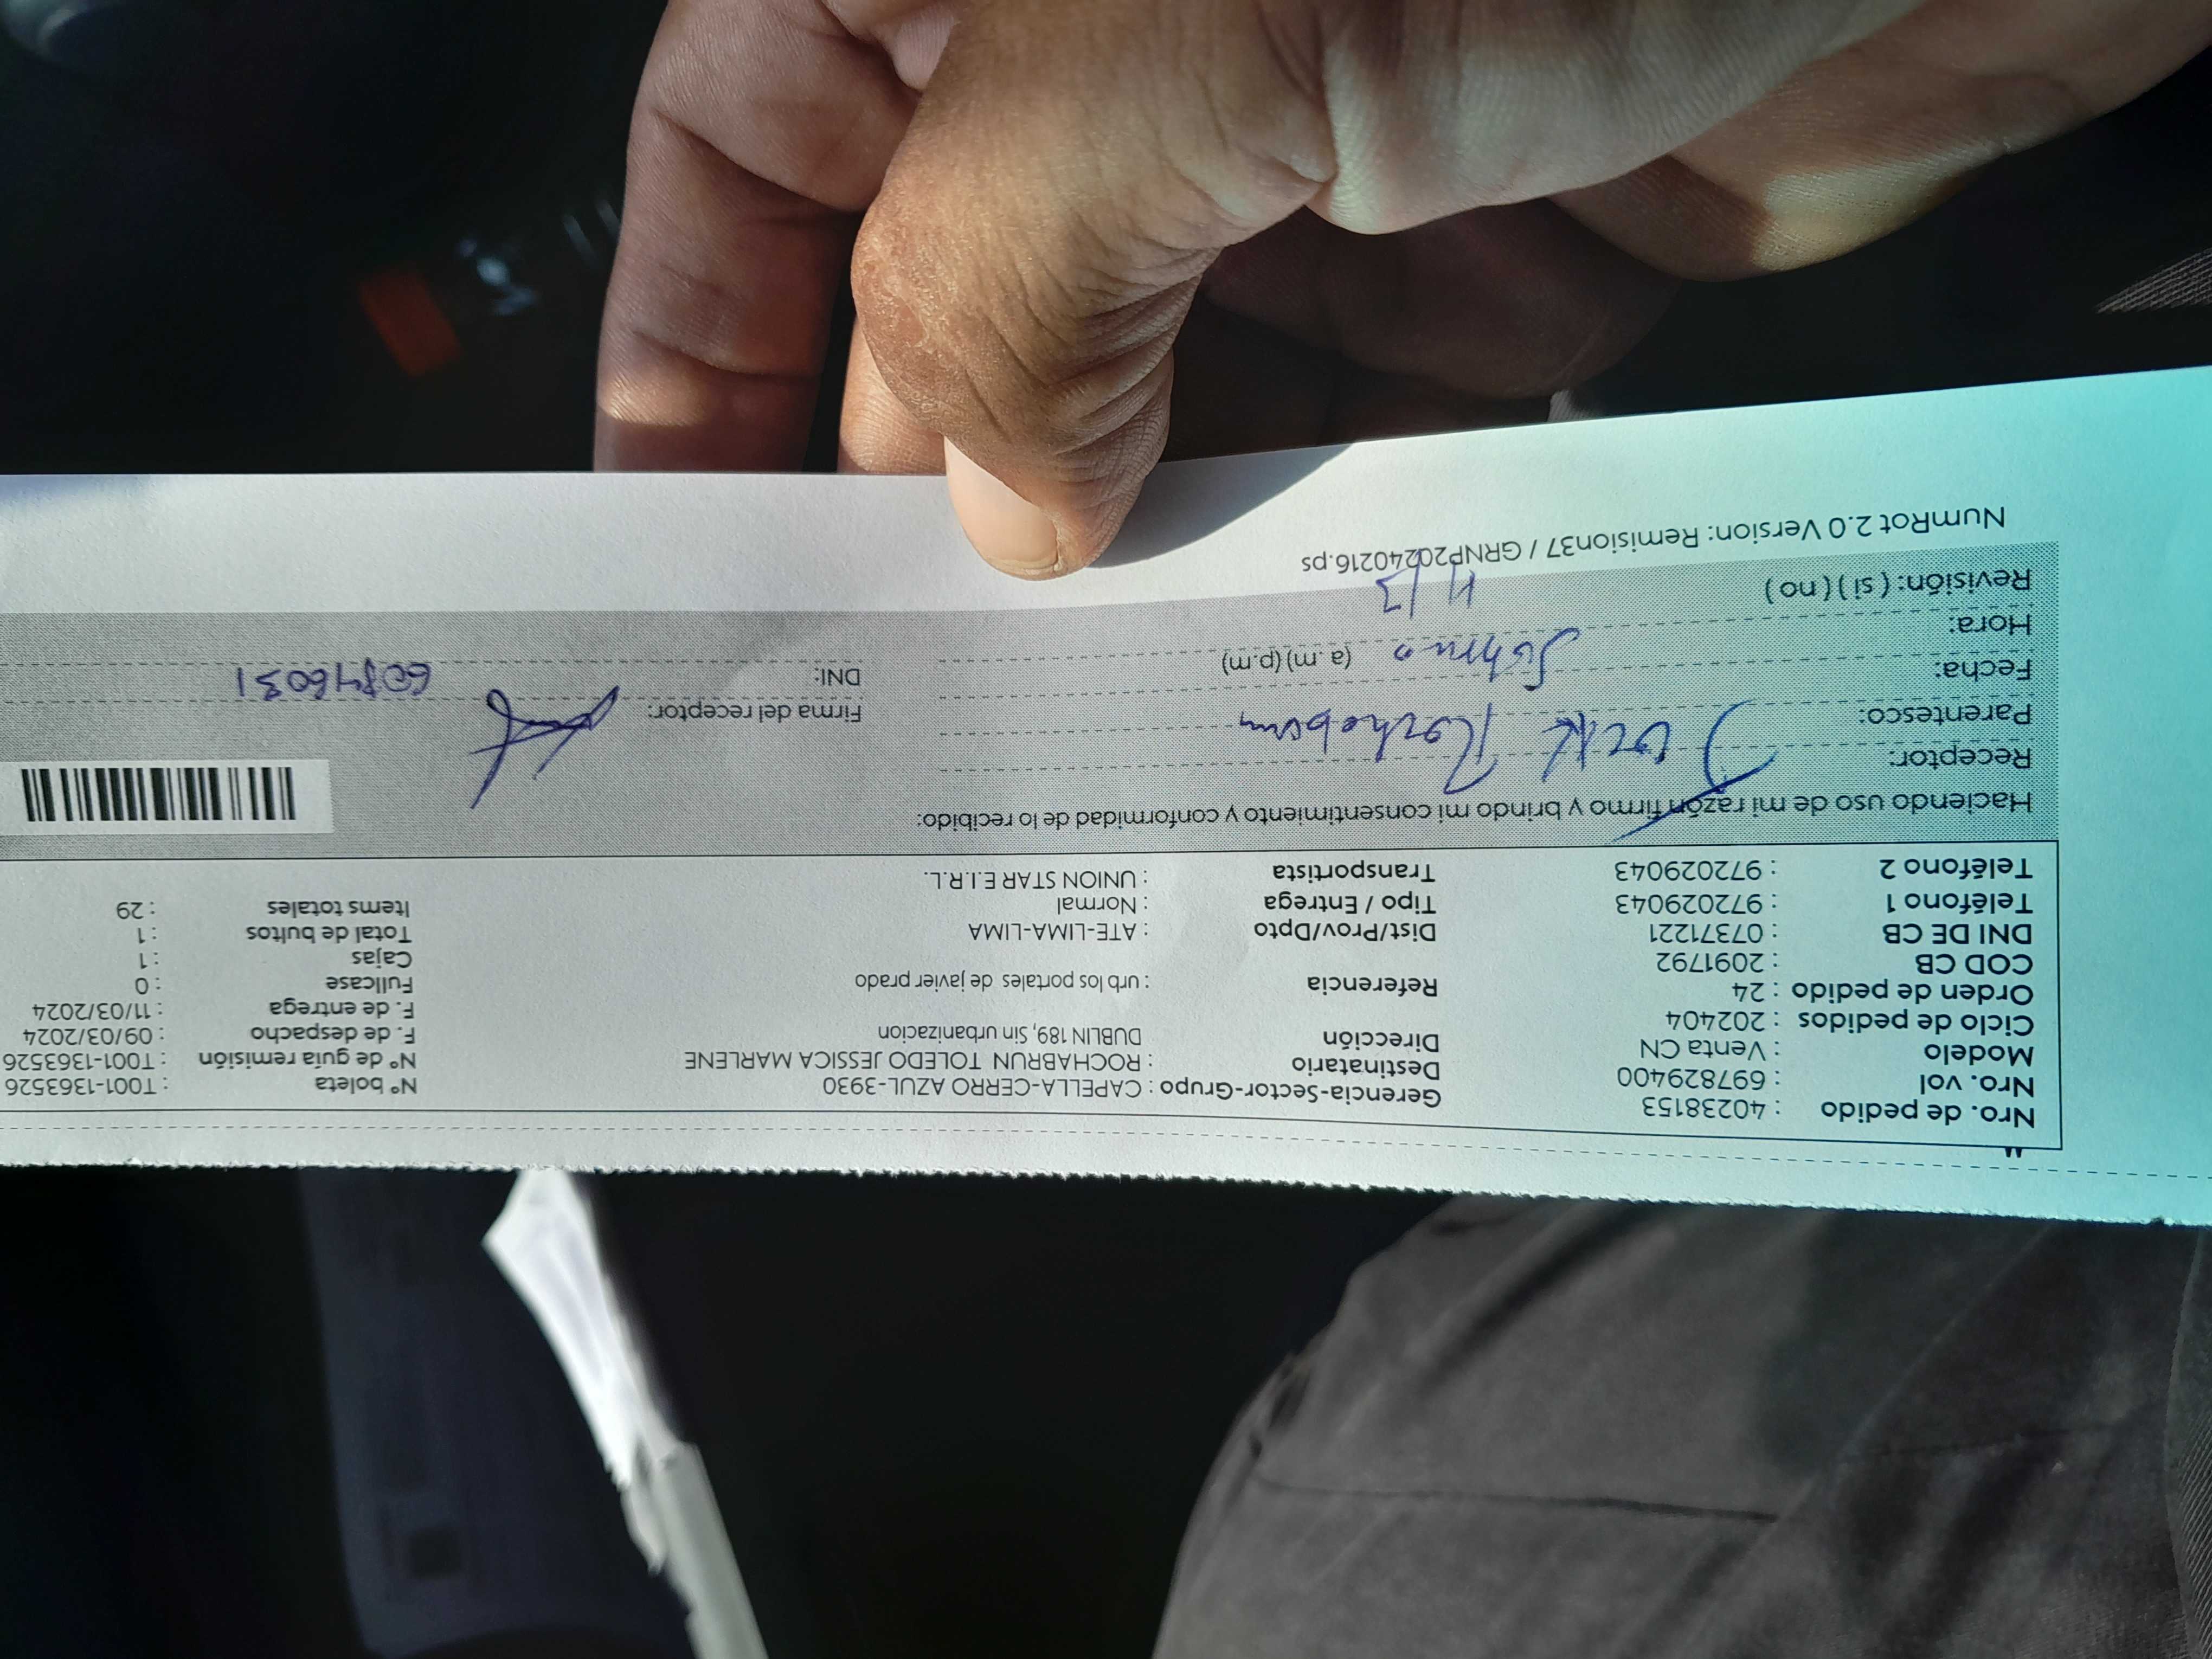 Nro. de pedido : 40238153
Nro. vol : 697829400
Modelo : Venta CN
Ciclo de pedidos : 202404
Orden de pedido : 24
COD CB : 2091792
DNI DE CB : 07371221
Teléfono 1 : 972029043
Teléfono 2 : 972029043
Gerencia-Sector-Grupo : CAPELLA-CERRO AZUL-3930
Destinatario : ROCHABRUN TOLEDO JESSICA MARLENE
Dirección DUBLIN 189, Sin urbanizacion
Referencia : urb los portales de javier prado
Dist/Prov/Dpto : ATE-LIMA-LIMA
Tipo / Entrega : Normal
Transportista : UNION STAR E.I.R.L.
Nº boleta : T001-1363526
Nº de guía remisión : T001-1363526
F. de despacho : 09/03/2024
F. de entrega : 11/03/2024
Fullcase : 0
Cajas : 1
Total de bultos : 1
Items totales : 29
Haciendo uso de mi razón firmo y brindo mi consentimiento y conformidad de lo recibido:
Receptor:
Parentesco:
Fecha:
Hora: (a.m) (p.m)
Revisión: ( si ) ( no )
11/3
Firma del receptor:
DNI:
NumRot 2.0 Version: Remision37 / GRNP20240216.ps